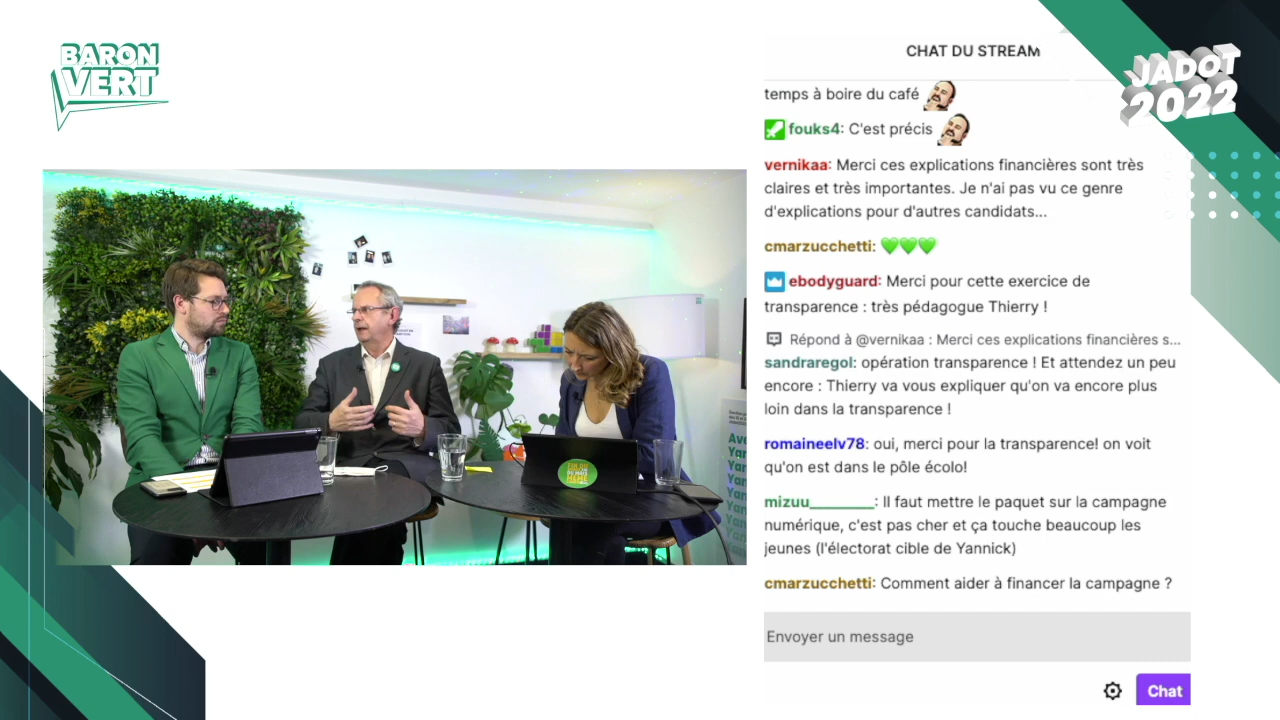 BARON
VERT
JADOT
2022
CHAT DU STREAM
temps à boire du café
fouks4: C'est précis
vernikaa: Merci ces explications financières sont très
claires et très importantes. Je n'ai pas vu ce genre
d'explications pour d'autres candidats...
cmarzucchetti: 💚💚💚
ebodyguard: Merci pour cette exercice de
transparence : très pédagogue Thierry !
Répond à @vernikaa : Merci ces explications financières s...
sandraregol: opération transparence ! Et attendez un peu
encore : Thierry va vous expliquer qu'on va encore plus
loin dans la transparence !
romaineelv78: oui, merci pour la transparence! on voit
qu'on est dans le pôle écolo!
mizuu________: Il faut mettre le paquet sur la campagne
numérique, c'est pas cher et ça touche beaucoup les
jeunes (l'électorat cible de Yannick)
cmarzucchetti: Comment aider à financer la campagne ?
Envoyer un message
Chat